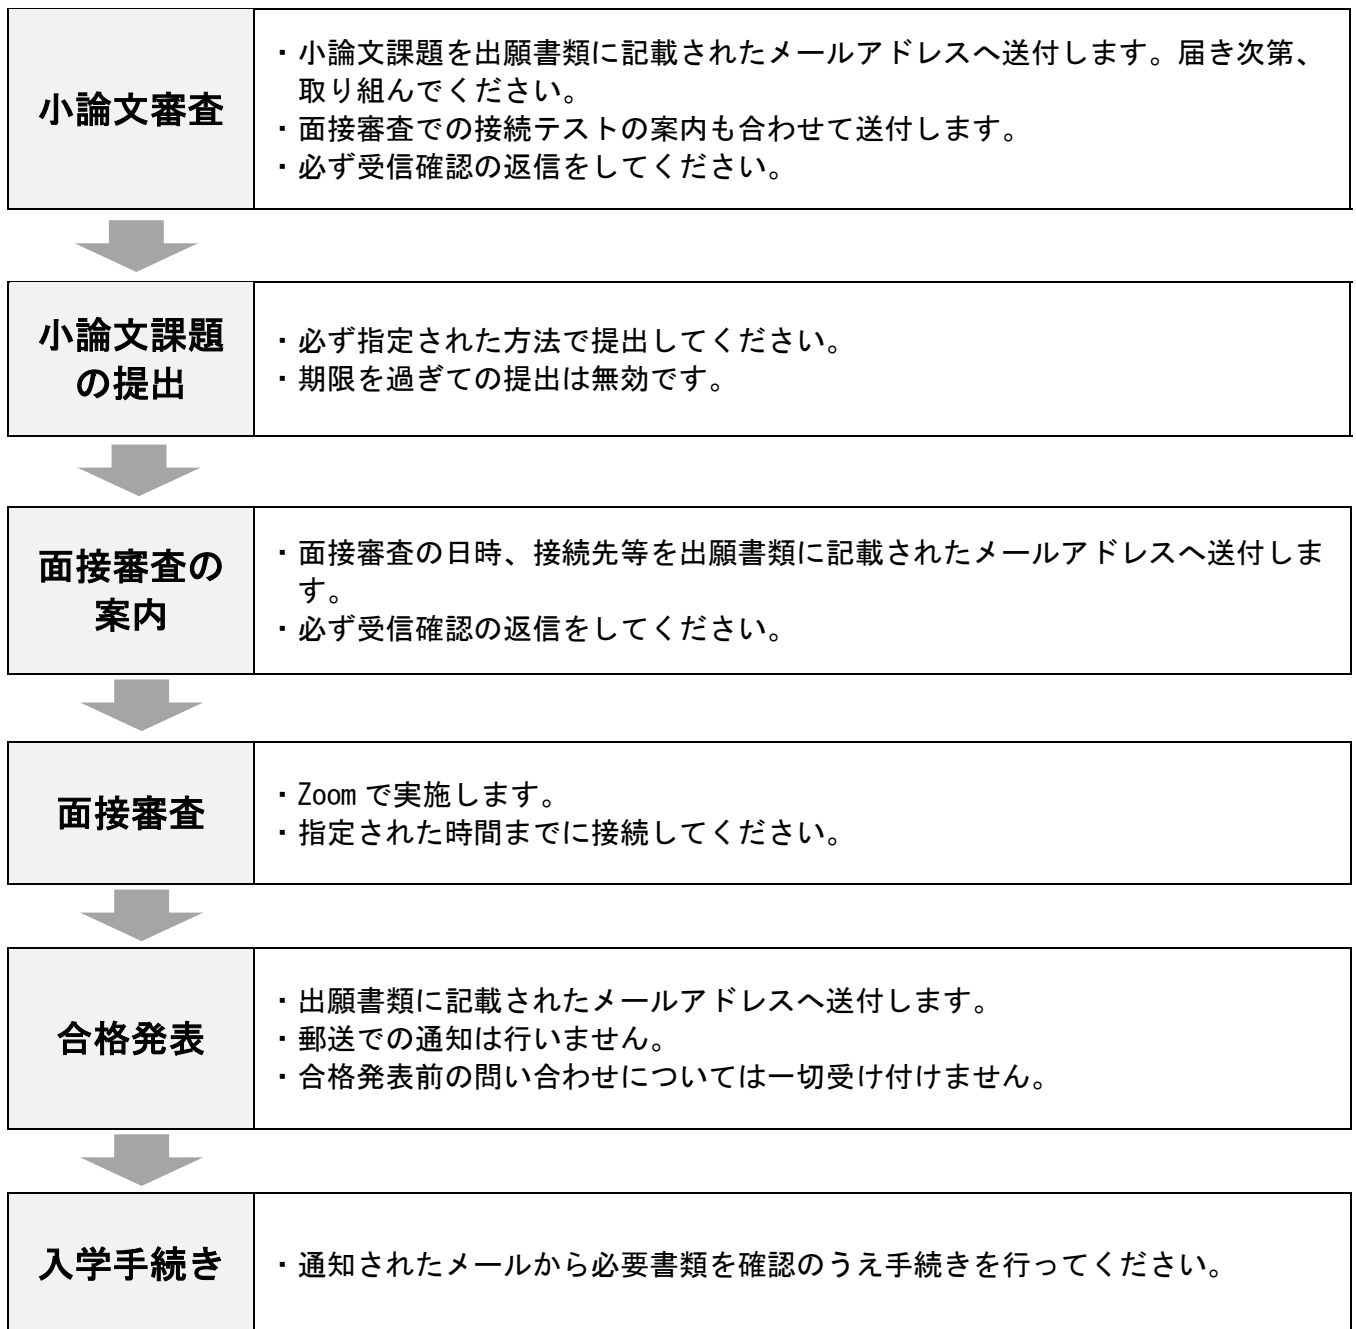 小論文審査
・小論文課題を出願書類に記載されたメールアドレスへ送付します。届き次第、
取り組んでください。
・面接審査での接続テストの案内も合わせて送付します。
・必ず受信確認の返信をしてください。
小論文課題
の提出
・必ず指定された方法で提出してください。
・期限を過ぎての提出は無効です。
面接審査の
案内
・面接審査の日時、接続先等を出願書類に記載されたメールアドレスへ送付しま
す。
・必ず受信確認の返信をしてください。
面接審査
・Zoom で実施します。
・指定された時間までに接続してください。
合格発表
・出願書類に記載されたメールアドレスへ送付します。
・郵送での通知は行いません。
・合格発表前の問い合わせについては一切受け付けません。
入学手続き
・通知されたメールから必要書類を確認のうえ手続きを行ってください。